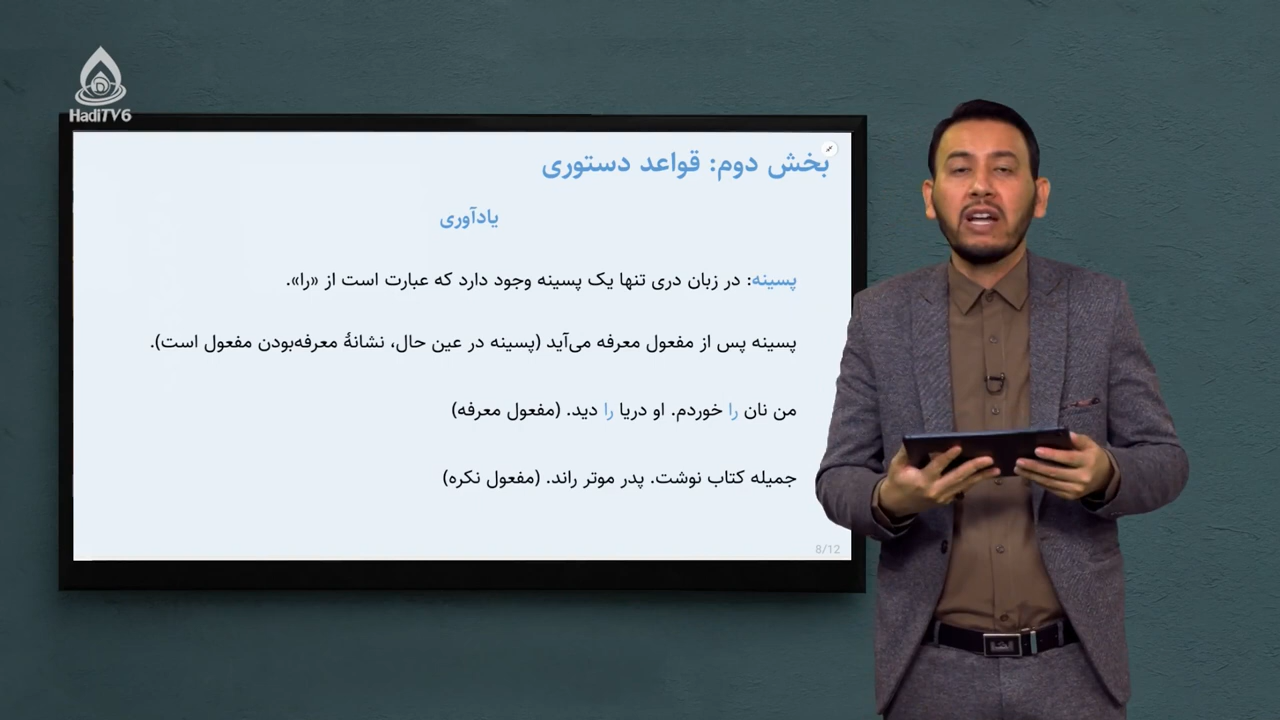 HadiTV6
بخش دوم: قواعد دستوری
یادآوری
پسینه: در زبان دری تنها یک پسینه وجود دارد که عبارت است از «را».
پسینه پس از مفعول معرفه می‌آید (پسینه در عین حال، نشانهٔ معرفه‌بودن مفعول است).
من نان را خوردم. او دریا را دید. (مفعول معرفه)
جمیله کتاب نوشت. پدر موتر راند. (مفعول نکره)
8/12